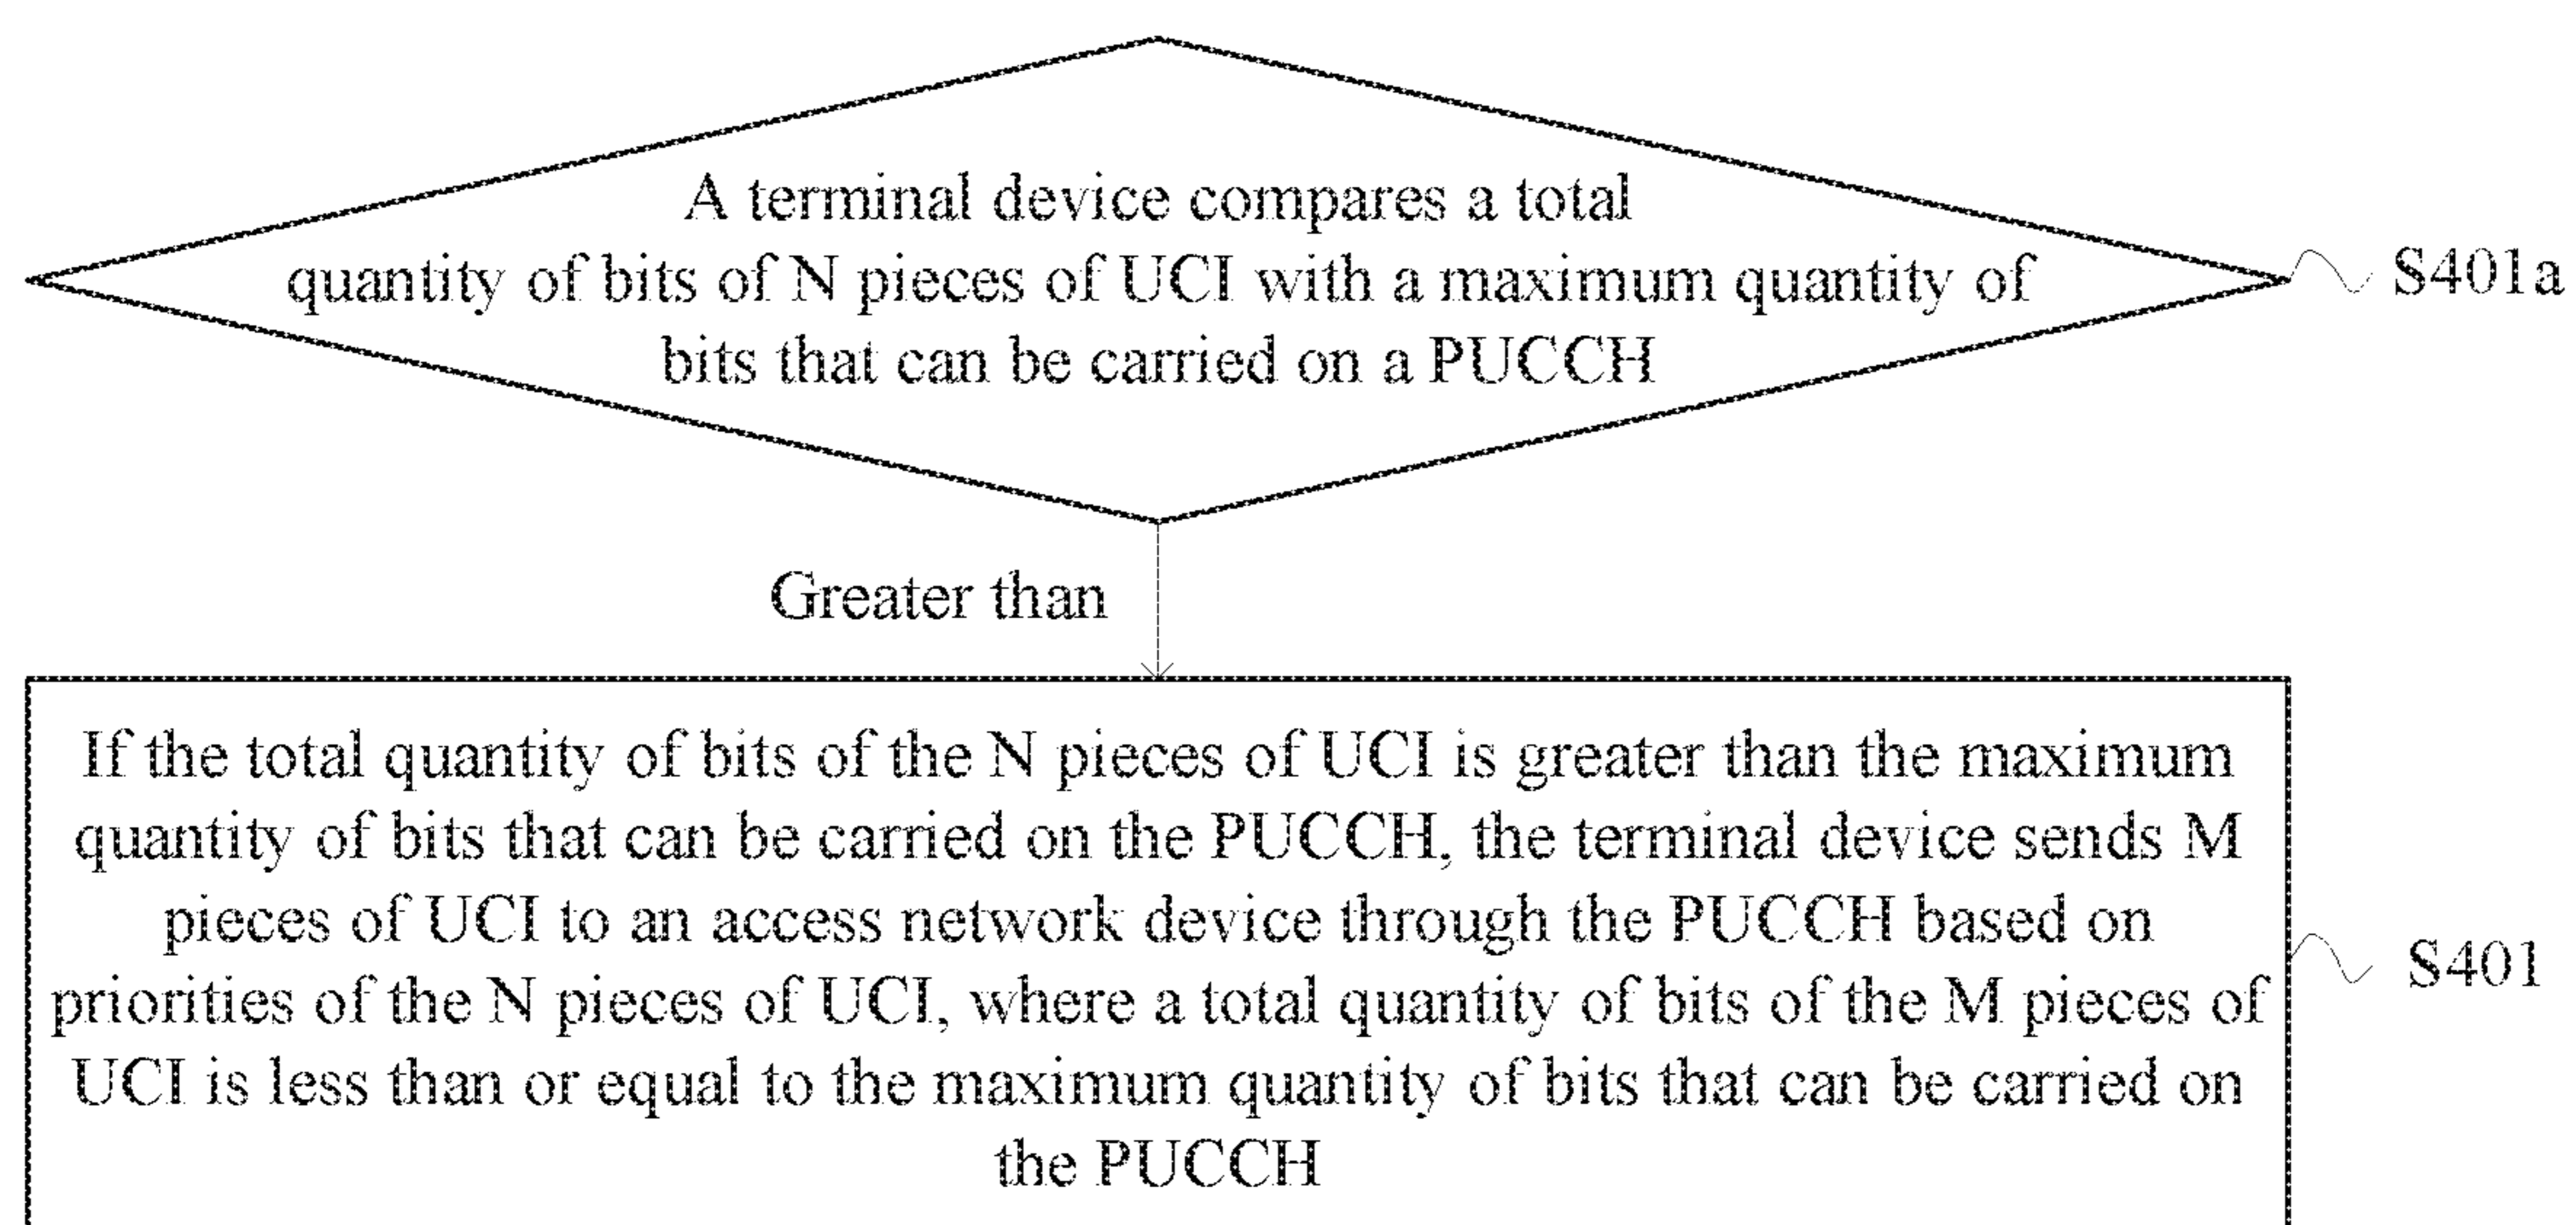 A terminal device compares a total
quantity of bits of N pieces of UCI with a maximum quantity of
bits that can be carried on a PUCCH
S401a
Greater than
If the total quantity of bits of the N pieces of UCI is greater than the maximum
quantity of bits that can be carried on the PUCCH, the terminal device sends M
pieces of UCI to an access network device through the PUCCH based on
priorities of the N pieces of UCI, where a total quantity of bits of the M pieces of
UCI is less than or equal to the maximum quantity of bits that can be carried on
the PUCCH
S401